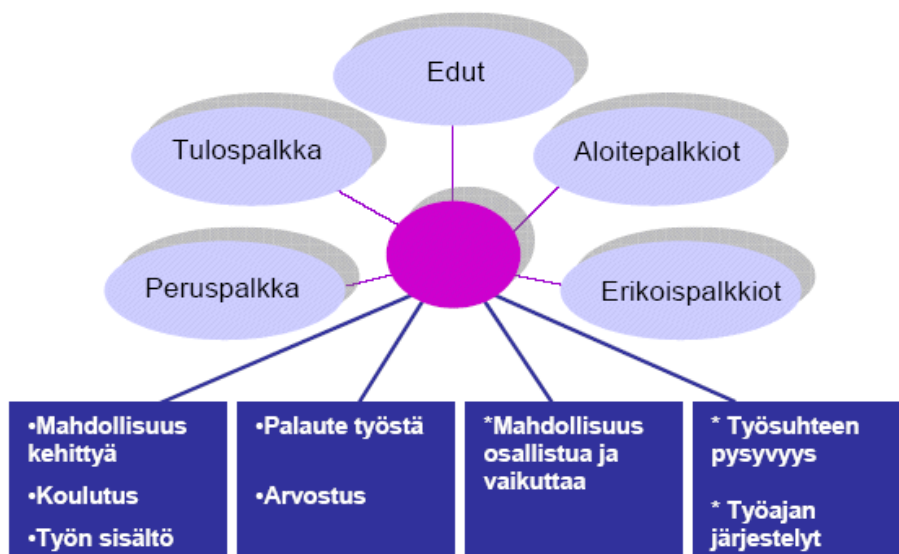 Edut
Tulospalkka
Aloitepalkkiot
Peruspalkka
Erikoispalkkiot
•Mahdollisuus
kehittyä
•Koulutus
•Työn sisältö
•Palaute työstä
•Arvostus
*Mahdollisuus
osallistua ja
vaikuttaa
* Työsuhteen
pysyvyys
* Työajan
järjestelyt